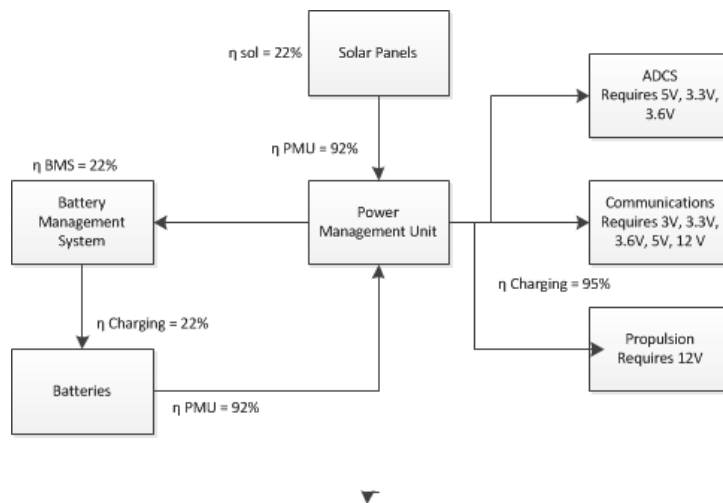 η sol = 22%
Solar Panels
ADCS
Requires 5V, 3.3V,
3.6V
η PMU = 92%
η BMS = 22%
Battery
Management
System
Power
Management Unit
Communications
Requires 3V, 3.3V,
3.6V, 5V, 12 V
η Charging = 95%
η Charging = 22%
Propulsion
Requires 12V
Batteries
η PMU = 92%